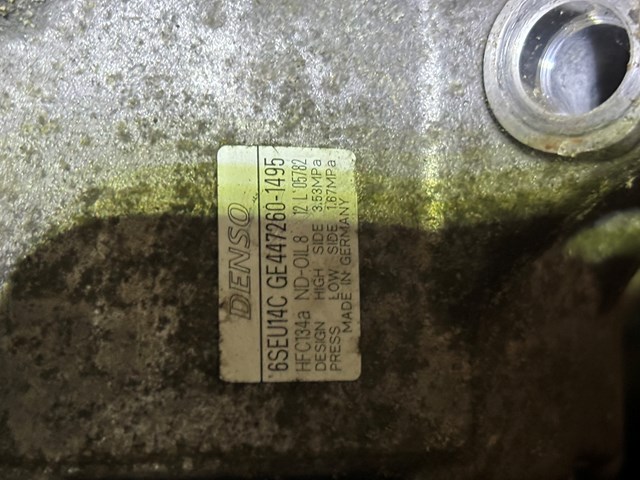 DENSO
6SEU14C GE447260-1495
HFC134a ND-OIL8 12 L'05782
DESIGN HIGH SIDE 3.53MPa
PRESS LOW SIDE 1.67MPa
MADE IN GERMANY